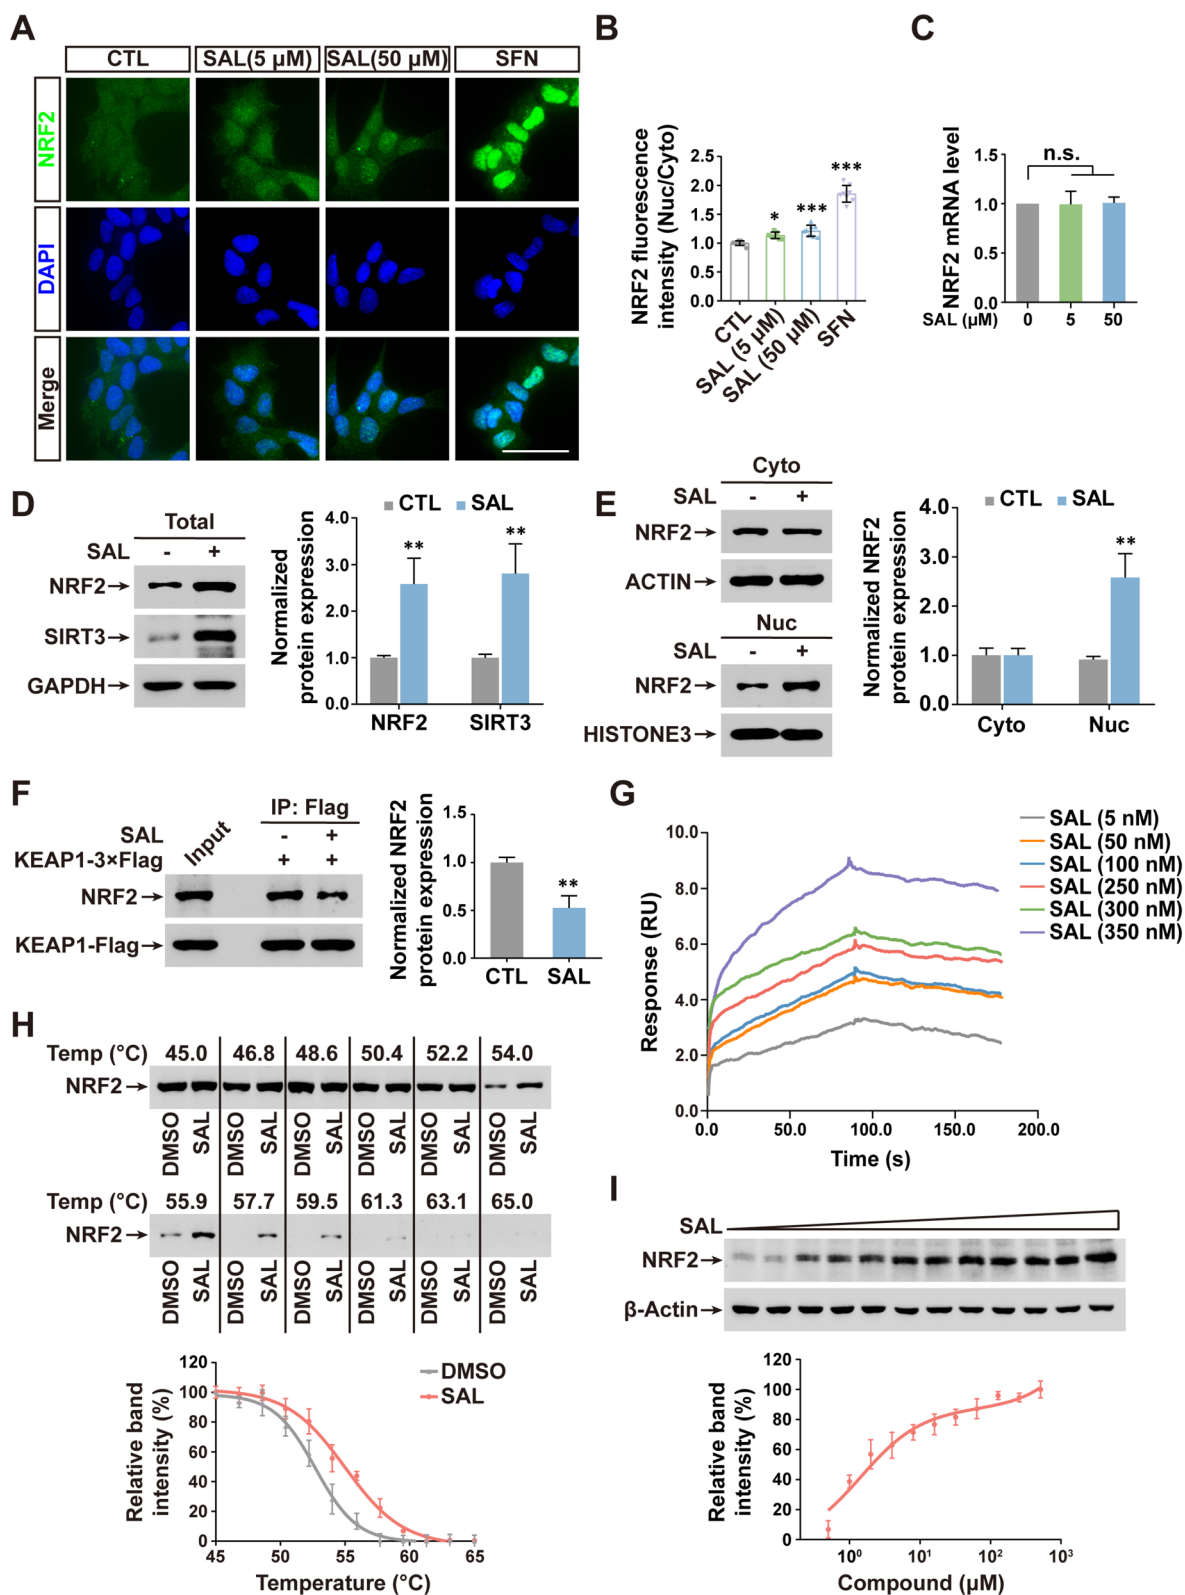 A
CTL
SAL(5 μM)
SAL(50 μM)
SFN
NRF2
DAPI
Merge
B
NRF2 fluorescence
intensity (Nuc/Cyto)
2.5
2.0
1.5
1.0
0.5
0.0
*
***
***
CTL
SAL (5 μM)
SAL (50 μM)
SFN
C
NRF2 mRNA level
1.5
1.0
0.5
0.0
n.s.
SAL (μM)
0 5 50
D
Total
SAL - +
NRF2
SIRT3
GAPDH
Normalized
protein expression
CTL SAL
4.0
3.0
2.0
1.0
0.0
**
**
NRF2 SIRT3
E
Cyto
SAL - +
NRF2
ACTIN
Nuc
SAL - +
NRF2
HISTONE3
Normalized NRF2
protein expression
CTL SAL
4.0
3.0
2.0
1.0
0.0
**
Cyto Nuc
F
Input
IP: Flag
SAL - +
KEAP1-3×Flag + +
NRF2
KEAP1-Flag
Normalized NRF2
protein expression
1.5
1.0
0.5
0.0
**
CTL SAL
G
Response (RU)
10.0
8.0
6.0
4.0
2.0
0.0
0.0 50.0 100.0 150.0 200.0
Time (s)
SAL (5 nM)
SAL (50 nM)
SAL (100 nM)
SAL (250 nM)
SAL (300 nM)
SAL (350 nM)
H
Temp (°C) 45.0 46.8 48.6 50.4 52.2 54.0
NRF2
DMSO SAL DMSO SAL DMSO SAL DMSO SAL DMSO SAL DMSO SAL
Temp (°C) 55.9 57.7 59.5 61.3 63.1 65.0
NRF2
DMSO SAL DMSO SAL DMSO SAL DMSO SAL DMSO SAL DMSO SAL
Relative band
intensity (%)
120
100
80
60
40
20
0
DMSO
SAL
45 50 55 60 65
Temperature (°C)
I
SAL
NRF2
β-Actin
Relative band
intensity (%)
120
100
80
60
40
20
0
10⁰ 10¹ 10² 10³
Compound (μM)